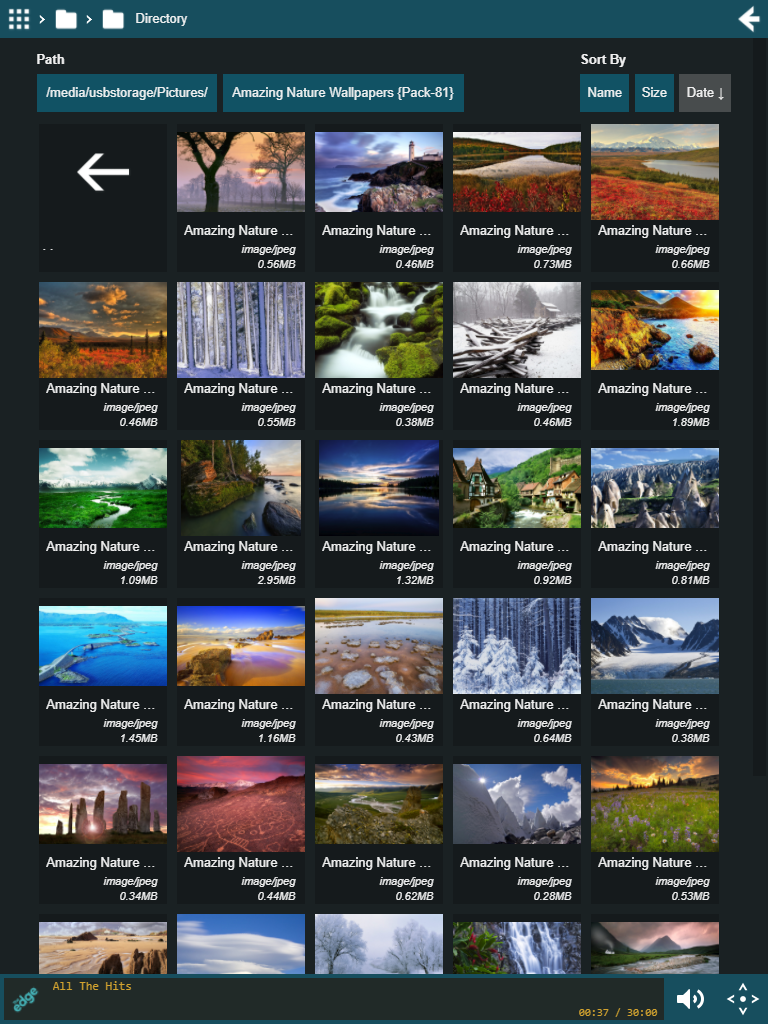 Directory
Path
Sort By
/media/usbstorage/Pictures/
Amazing Nature Wallpapers {Pack-81}
Name
Size
Date ↓
. .
Amazing Nature ...
image/jpeg
0.56MB
Amazing Nature ...
image/jpeg
0.46MB
Amazing Nature ...
image/jpeg
0.73MB
Amazing Nature ...
image/jpeg
0.66MB
Amazing Nature ...
image/jpeg
0.46MB
Amazing Nature ...
image/jpeg
0.55MB
Amazing Nature ...
image/jpeg
0.38MB
Amazing Nature ...
image/jpeg
0.46MB
Amazing Nature ...
image/jpeg
1.89MB
Amazing Nature ...
image/jpeg
1.09MB
Amazing Nature ...
image/jpeg
2.95MB
Amazing Nature ...
image/jpeg
1.32MB
Amazing Nature ...
image/jpeg
0.92MB
Amazing Nature ...
image/jpeg
0.81MB
Amazing Nature ...
image/jpeg
1.45MB
Amazing Nature ...
image/jpeg
1.16MB
Amazing Nature ...
image/jpeg
0.43MB
Amazing Nature ...
image/jpeg
0.64MB
Amazing Nature ...
image/jpeg
0.38MB
Amazing Nature ...
image/jpeg
0.34MB
Amazing Nature ...
image/jpeg
0.44MB
Amazing Nature ...
image/jpeg
0.62MB
Amazing Nature ...
image/jpeg
0.28MB
Amazing Nature ...
image/jpeg
0.53MB
edge
All The Hits
00:37 / 30:00